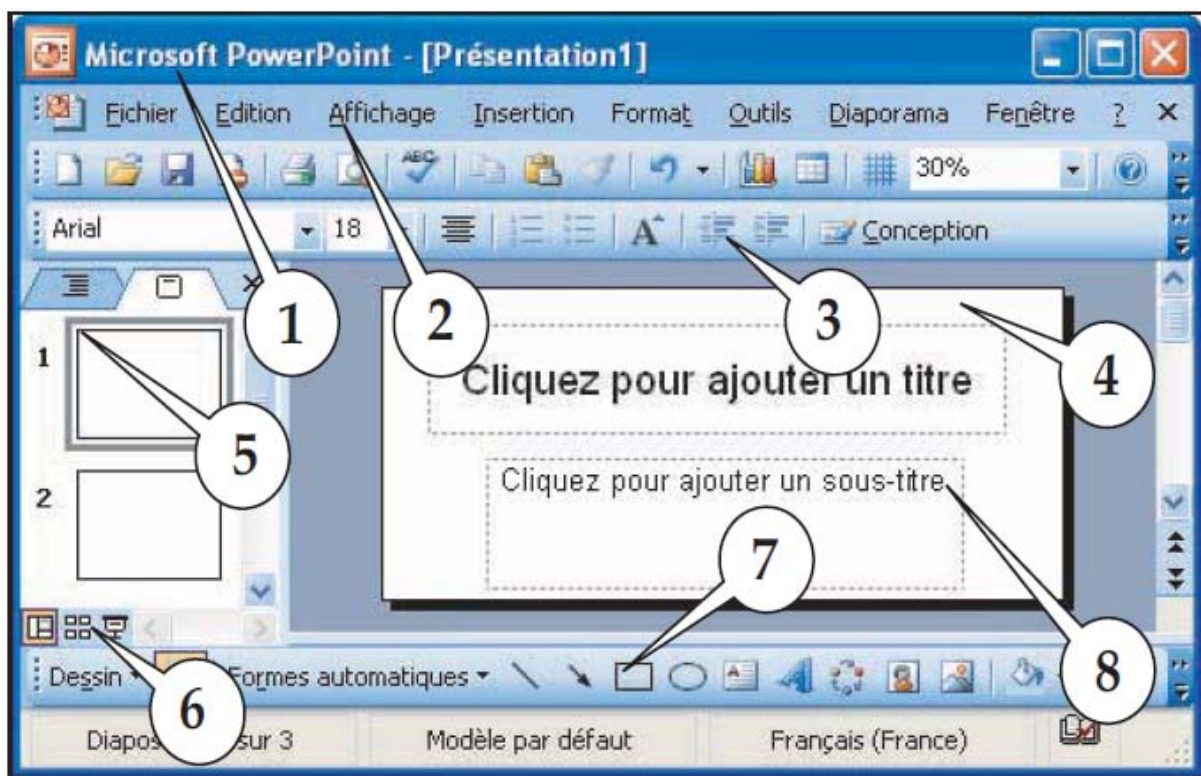 Microsoft PowerPoint - [Présentation1]
Fichier Edition Affichage Insertion Format Outils Diaporama Fenêtre ?
ABC 30%
Arial 18 A Conception
1
2
3
4
1
Cliquez pour ajouter un titre
5
2
Cliquez pour ajouter un sous-titre
7
8
6
Dessin Formes automatiques
sur 3 Modèle par défaut Français (France)